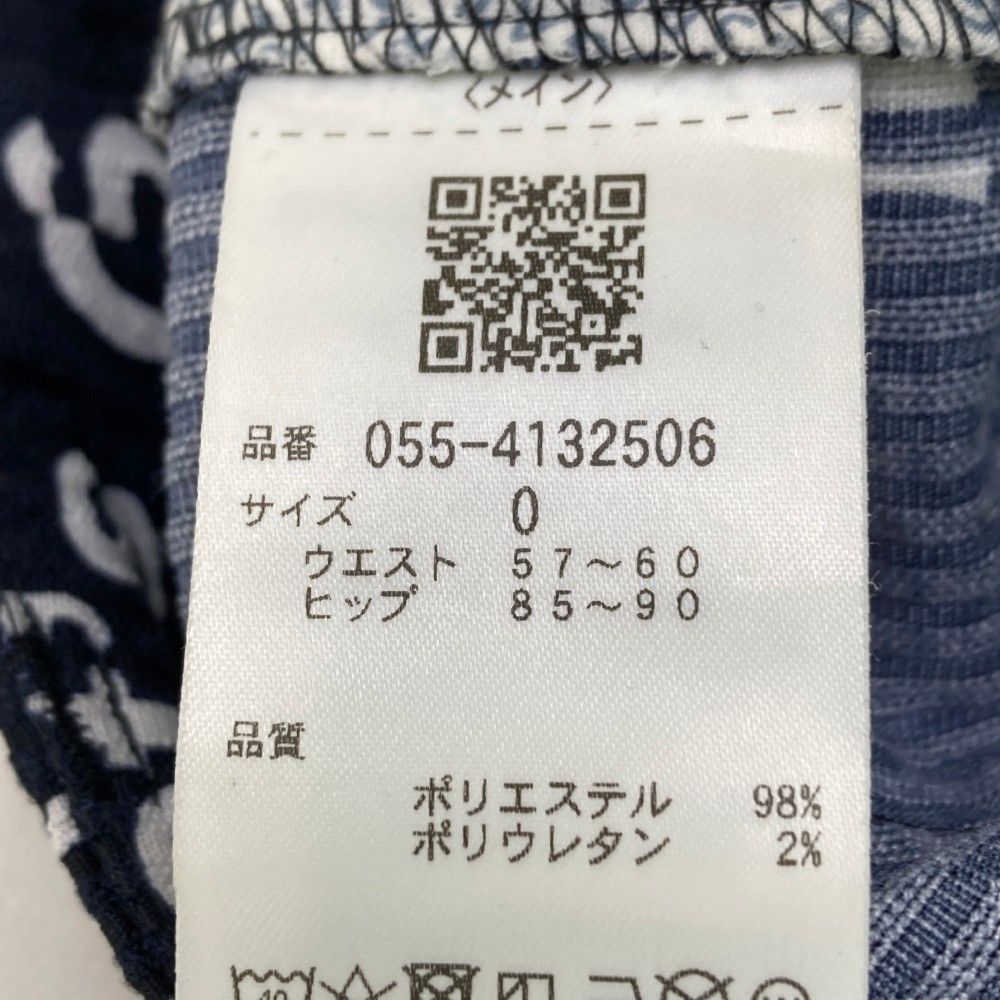 〈メイン〉
品番 055-4132506
サイズ 0
ウエスト 57～60
ヒップ 85～90
品質
ポリエステル 98%
ポリウレタン 2%
40